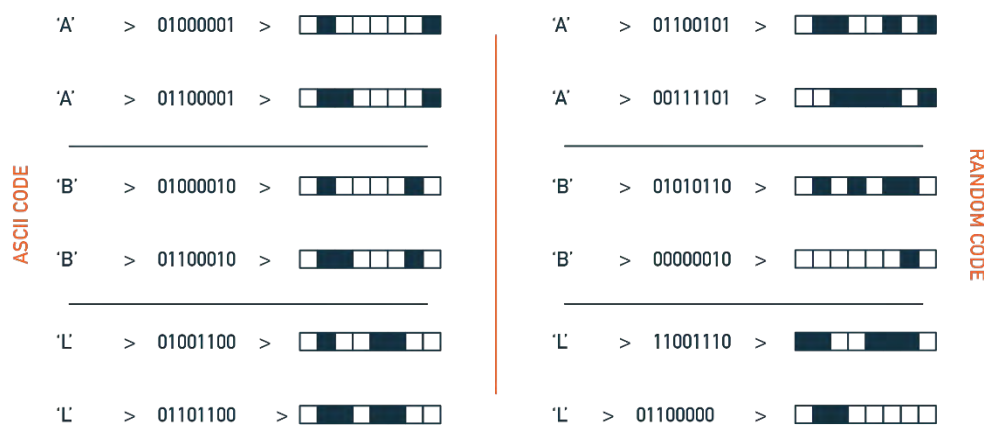 ASCII CODE
'A' > 01000001 >
'A' > 01100001 >
'B' > 01000010 >
'B' > 01100010 >
'L' > 01001100 >
'L' > 01101100 >
RANDOM CODE
'A' > 01100101 >
'A' > 00111101 >
'B' > 01010110 >
'B' > 00000010 >
'L' > 11001110 >
'L' > 01100000 >